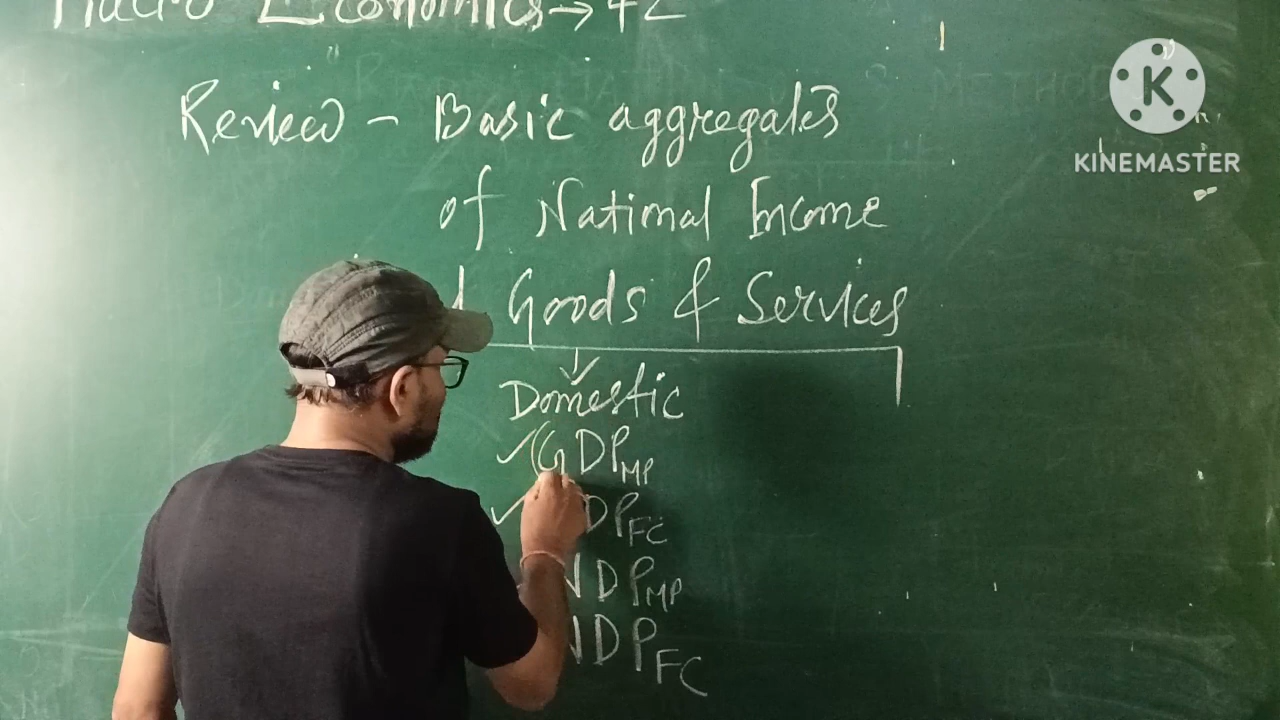 Macro Economics → 42
Review - Basic aggregates
of National Income
Goods & Services
Domestic
✓ GDP MP
✓ DP FC
NDP MP
NDP FC
K
KINEMASTER